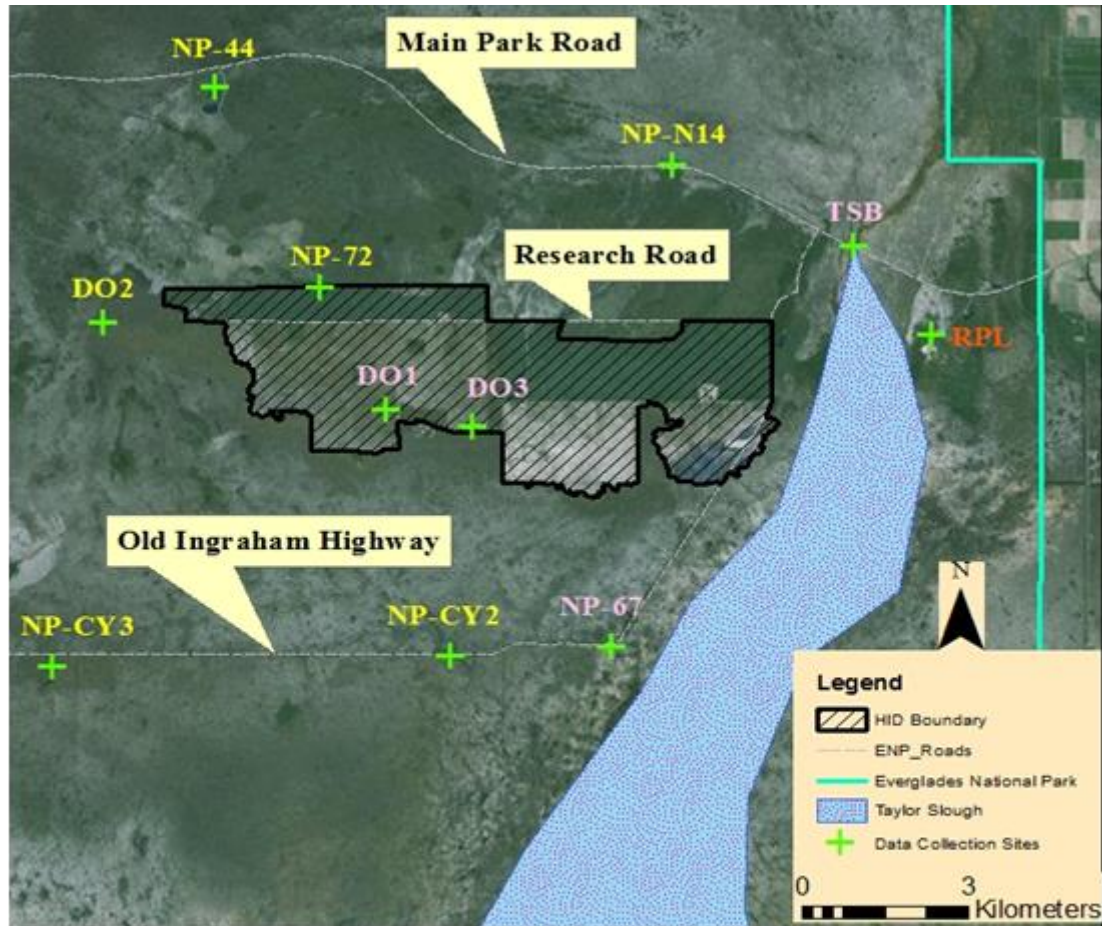 Main Park Road
NP-44
NP-N14
TSB
Research Road
NP-72
DO2
RPL
DO1
DO3
Old Ingraham Highway
NP-67
NP-CY3
NP-CY2
N
Legend
HID Boundary
ENP_Roads
Everglades National Park
Taylor Slough
Data Collection Sites
0 3
Kilometers